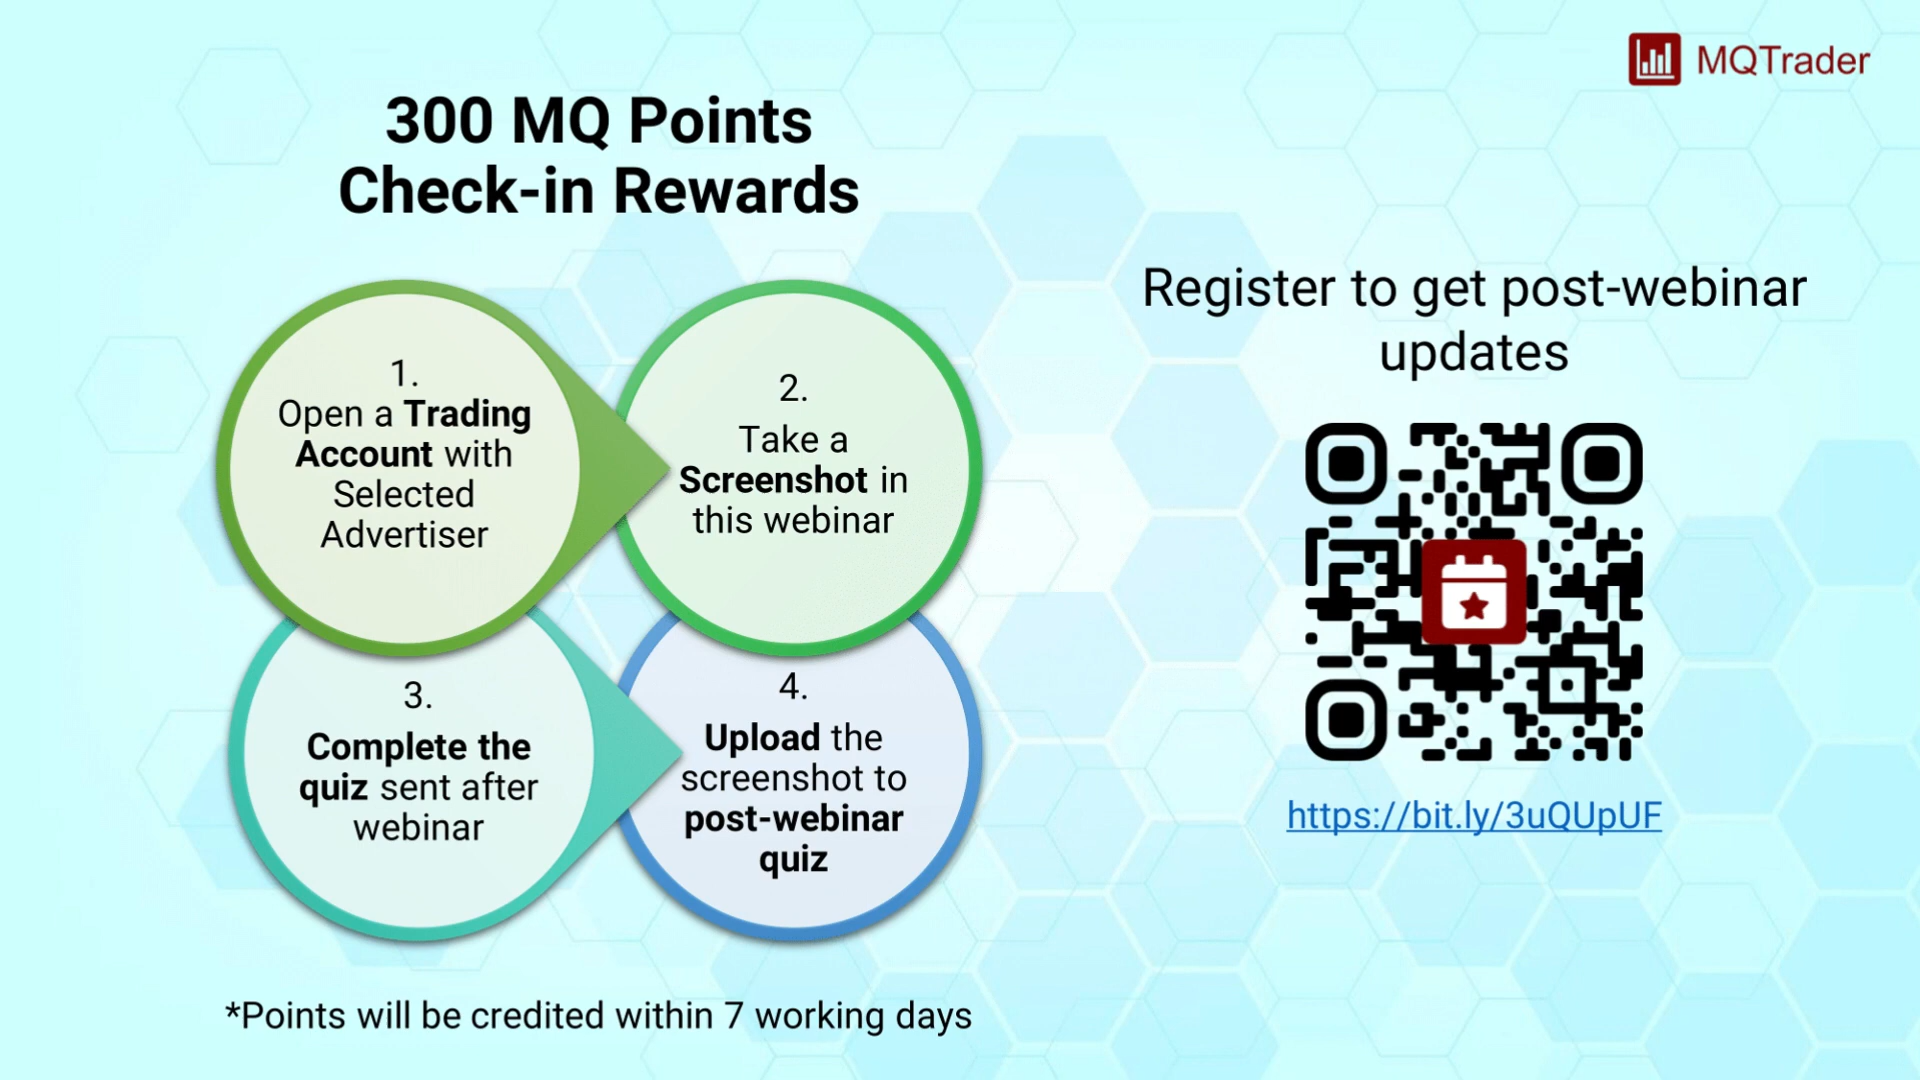 MQTrader
300 MQ Points
Check-in Rewards
1.
Open a Trading
Account with
Selected
Advertiser
2.
Take a
Screenshot in
this webinar
3.
Complete the
quiz sent after
webinar
4.
Upload the
screenshot to
post-webinar
quiz
*Points will be credited within 7 working days
Register to get post-webinar
updates
https://bit.ly/3uQUpUF